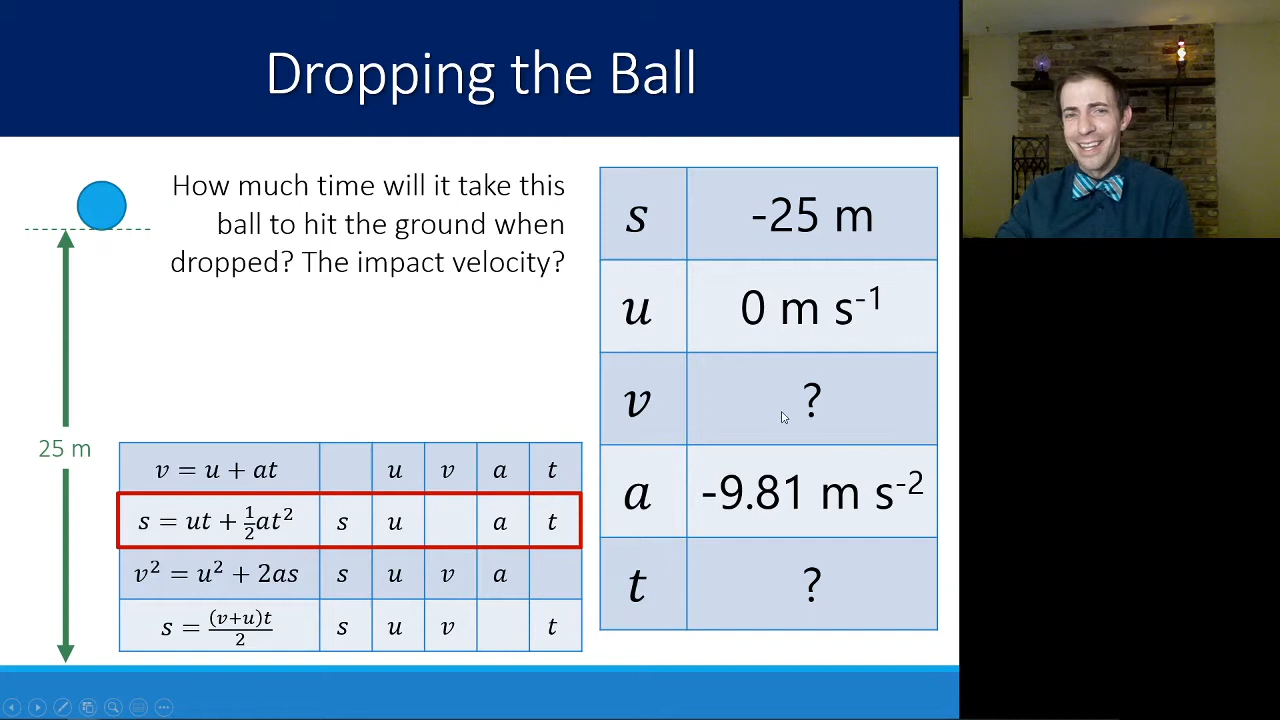 Dropping the Ball
How much time will it take this
ball to hit the ground when
dropped? The impact velocity?
25 m
v = u + at u v a t
s = ut + ½at² s u a t
v² = u² + 2as s u v a
s = (v+u)t/2 s u v t
s -25 m
u 0 m s⁻¹
v ?
a -9.81 m s⁻²
t ?